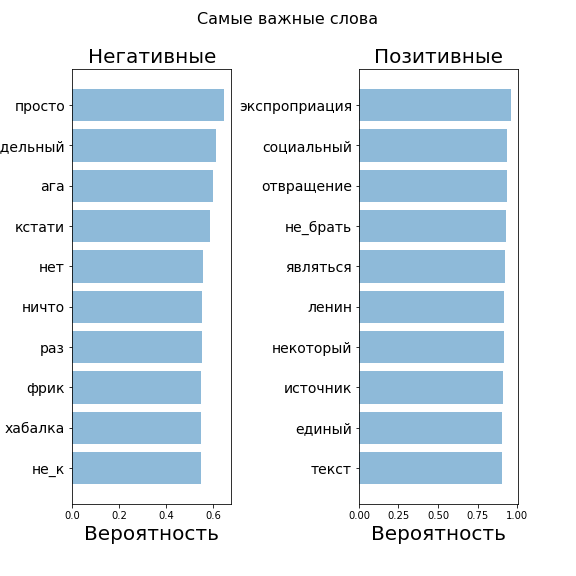 Самые важные слова
Негативные
просто
дельный
ага
кстати
нет
ничто
раз
фрик
хабалка
не_к
0.0 0.2 0.4 0.6
Вероятность
Позитивные
экспроприация
социальный
отвращение
не_брать
являться
ленин
некоторый
источник
единый
текст
0.00 0.25 0.50 0.75 1.00
Вероятность